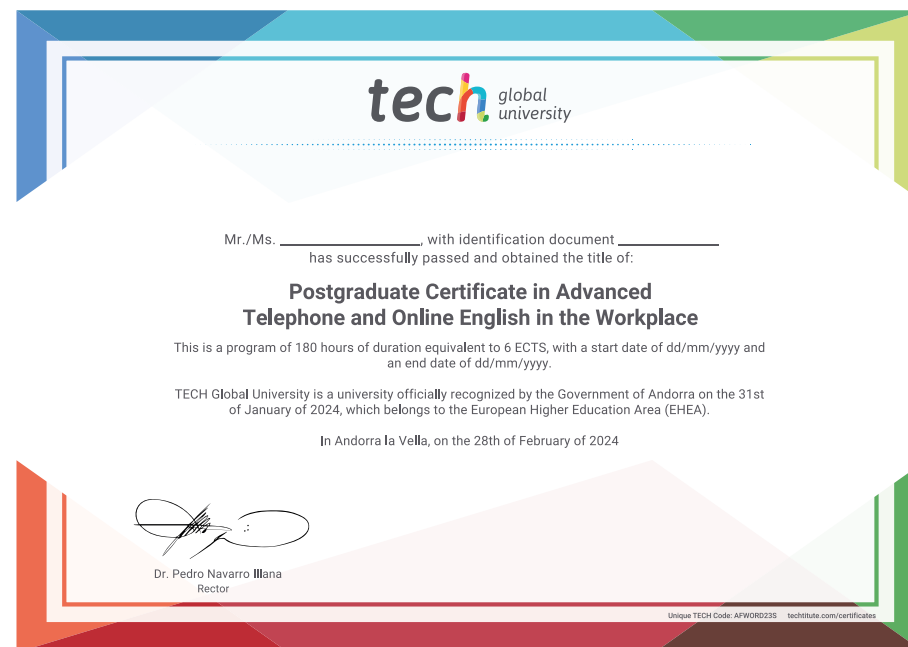 tech global
university
Mr./Ms. ____________, with identification document ____________
has successfully passed and obtained the title of:
Postgraduate Certificate in Advanced
Telephone and Online English in the Workplace
This is a program of 180 hours of duration equivalent to 6 ECTS, with a start date of dd/mm/yyyy and
an end date of dd/mm/yyyy.
TECH Global University is a university officially recognized by the Government of Andorra on the 31st
of January of 2024, which belongs to the European Higher Education Area (EHEA).
In Andorra la Vella, on the 28th of February of 2024
Dr. Pedro Navarro Illana
Rector
Unique TECH Code: AFWORD23S techtitute.com/certificates